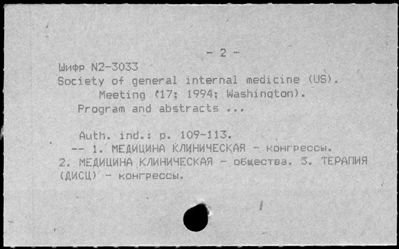 - 2 -
Шифр N2-3033
Society of general internal medicine (US).
Meeting (17; 1994; Washington).
Program and abstracts ...
Auth. ind.: p. 109-113.
-- 1. МЕДИЦИНА КЛИНИЧЕСКАЯ - конгрессы.
2. МЕДИЦИНА КЛИНИЧЕСКАЯ - общества. 3. ТЕРАПИЯ
(ДИСЦ) - конгрессы.